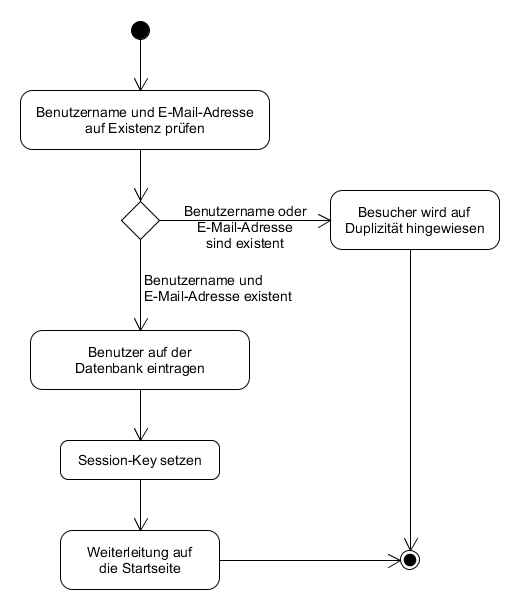 Benutzername und E-Mail-Adresse
auf Existenz prüfen
Benutzername oder
E-Mail-Adresse
sind existent
Besucher wird auf
Duplizität hingewiesen
Benutzername und
E-Mail-Adresse existent
Benutzer auf der
Datenbank eintragen
Session-Key setzen
Weiterleitung auf
die Startseite